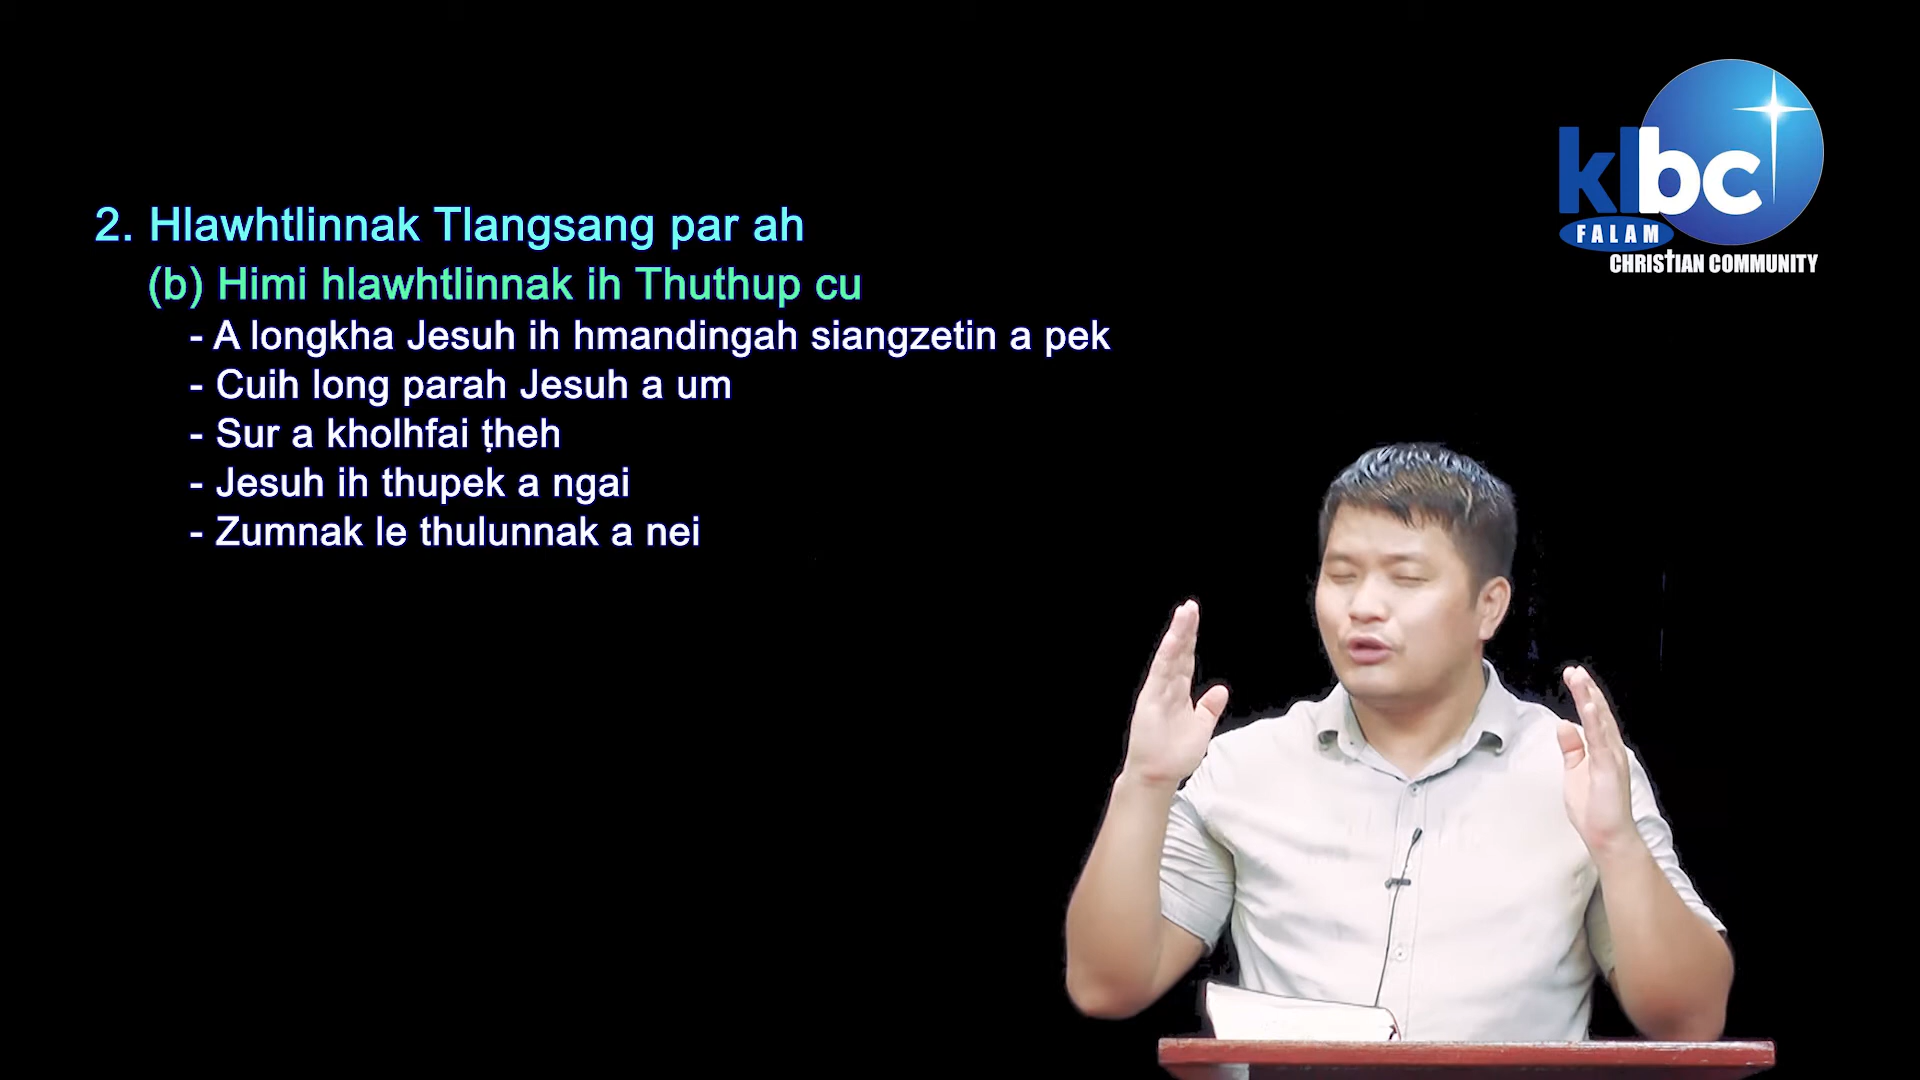 klbc
FALAM
CHRISTIAN COMMUNITY
2. Hlawhtlinnak Tlangsang par ah
(b) Himi hlawhtlinnak ih Thuthup cu
- A longkha Jesuh ih hmandingah siangzetin a pek
- Cuih long parah Jesuh a um
- Sur a kholhfai ṭheh
- Jesuh ih thupek a ngai
- Zumnak le thulunnak a nei